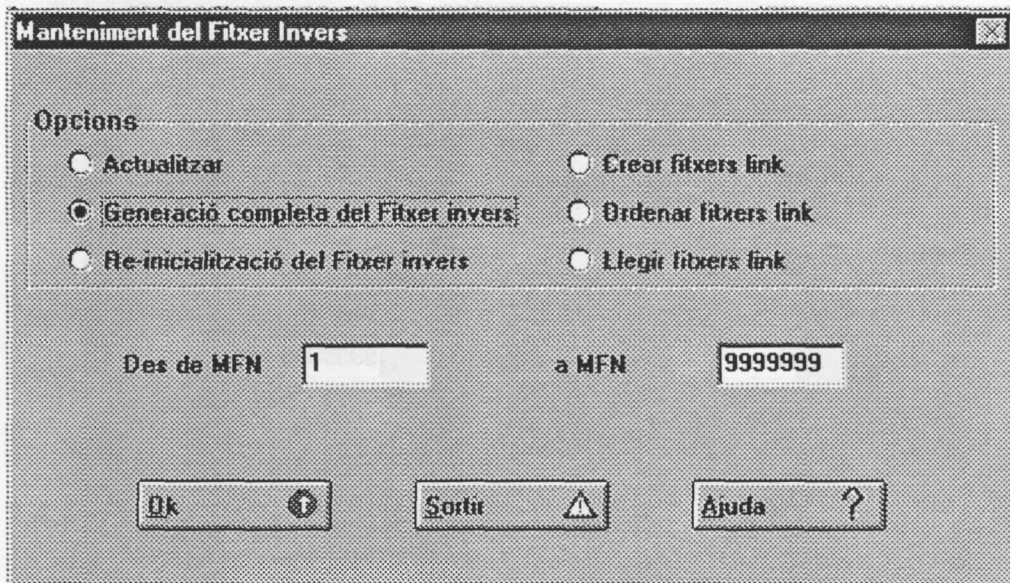 Manteniment del Fitxer Invers
Opcions
Actualitzar
Generació completa del Fitxer invers
Re-inicialització del Fitxer invers
Crear fitxers link
Ordenar fitxers link
Llegir fitxers link
Des de MFN 1 a MFN 9999999
Ok Sortir Ajuda ?